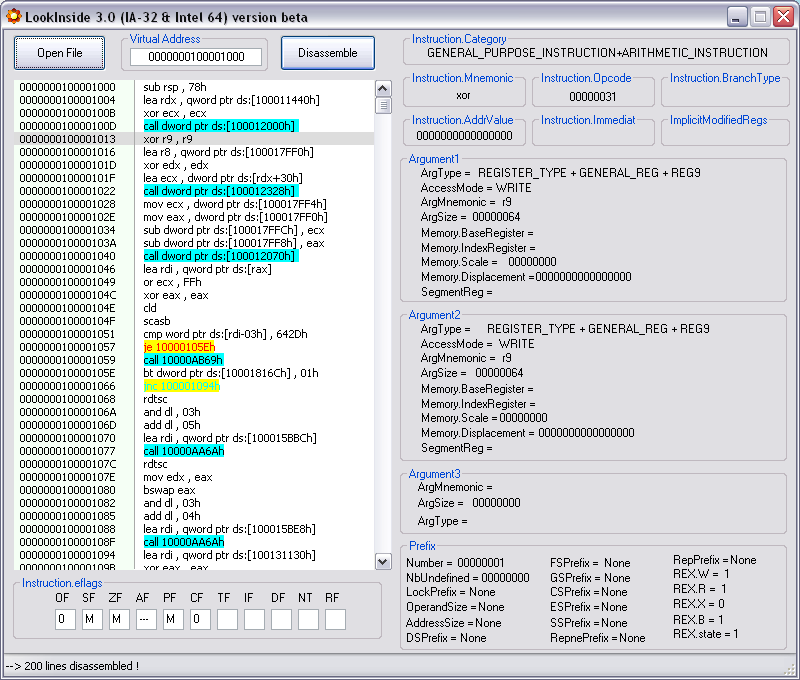 LookInside 3.0 (IA-32 & Intel 64) version beta
Open File
Virtual Address
0000000100001000
Disassemble
0000000100001000 sub rsp , 78h
0000000100001004 lea rdx , qword ptr ds:[100011440h]
000000010000100B xor ecx , ecx
000000010000100D call dword ptr ds:[100012000h]
0000000100001013 xor r9 , r9
0000000100001016 lea r8 , qword ptr ds:[100017FF0h]
000000010000101D xor edx , edx
000000010000101F lea ecx , dword ptr ds:[rdx+30h]
0000000100001022 call dword ptr ds:[100012328h]
0000000100001028 mov ecx , dword ptr ds:[100017FF4h]
000000010000102E mov eax , dword ptr ds:[100017FF0h]
0000000100001034 sub dword ptr ds:[100017FFCh] , ecx
000000010000103A sub dword ptr ds:[100017FF8h] , eax
0000000100001040 call dword ptr ds:[100012070h]
0000000100001046 lea rdi , qword ptr ds:[rax]
0000000100001049 or ecx , FFh
000000010000104C xor eax , eax
000000010000104E cld
000000010000104F scasb
0000000100001051 cmp word ptr ds:[rdi-03h] , 642Dh
0000000100001057 je 10000105Eh
0000000100001059 call 10000AB69h
000000010000105E bt dword ptr ds:[10001816Ch] , 01h
0000000100001066 jnc 100001094h
0000000100001068 rdtsc
000000010000106A and dl , 03h
000000010000106D add dl , 05h
0000000100001070 lea rdi , qword ptr ds:[100015BBCh]
0000000100001077 call 10000AA6Ah
000000010000107C rdtsc
000000010000107E mov edx , eax
0000000100001080 bswap eax
0000000100001082 and dl , 03h
0000000100001085 add dl , 04h
0000000100001088 lea rdi , qword ptr ds:[100015BE8h]
000000010000108F call 10000AA6Ah
0000000100001094 lea rdi , qword ptr ds:[100131130h]
000000010000109B xor eax , eax
Instruction.eflags
OF SF ZF AF PF CF TF IF DF NT RF
0 M M --- M 0
Instruction.Category
GENERAL_PURPOSE_INSTRUCTION+ARITHMETIC_INSTRUCTION
Instruction.Mnemonic
xor
Instruction.Opcode
00000031
Instruction.BranchType
Instruction.AddrValue
0000000000000000
Instruction.Immediat
ImplicitModifiedRegs
Argument1
ArgType = REGISTER_TYPE + GENERAL_REG + REG9
AccessMode = WRITE
ArgMnemonic = r9
ArgSize = 00000064
Memory.BaseRegister =
Memory.IndexRegister =
Memory.Scale = 00000000
Memory.Displacement =0000000000000000
SegmentReg =
Argument2
ArgType = REGISTER_TYPE + GENERAL_REG + REG9
AccessMode = WRITE
ArgMnemonic = r9
ArgSize = 00000064
Memory.BaseRegister =
Memory.IndexRegister =
Memory.Scale =00000000
Memory.Displacement = 0000000000000000
SegmentReg =
Argument3
ArgMnemonic =
ArgSize = 00000000
ArgType =
Prefix
Number = 00000001
NbUndefined = 00000000
LockPrefix = None
OperandSize = None
AddressSize = None
DSPrefix = None
FSPrefix = None
GSPrefix = None
CSPrefix = None
ESPrefix = None
SSPrefix = None
RepnePrefix = None
RepPrefix = None
REX.W = 1
REX.R = 1
REX.X = 0
REX.B = 1
REX.state = 1
--> 200 lines disassembled !